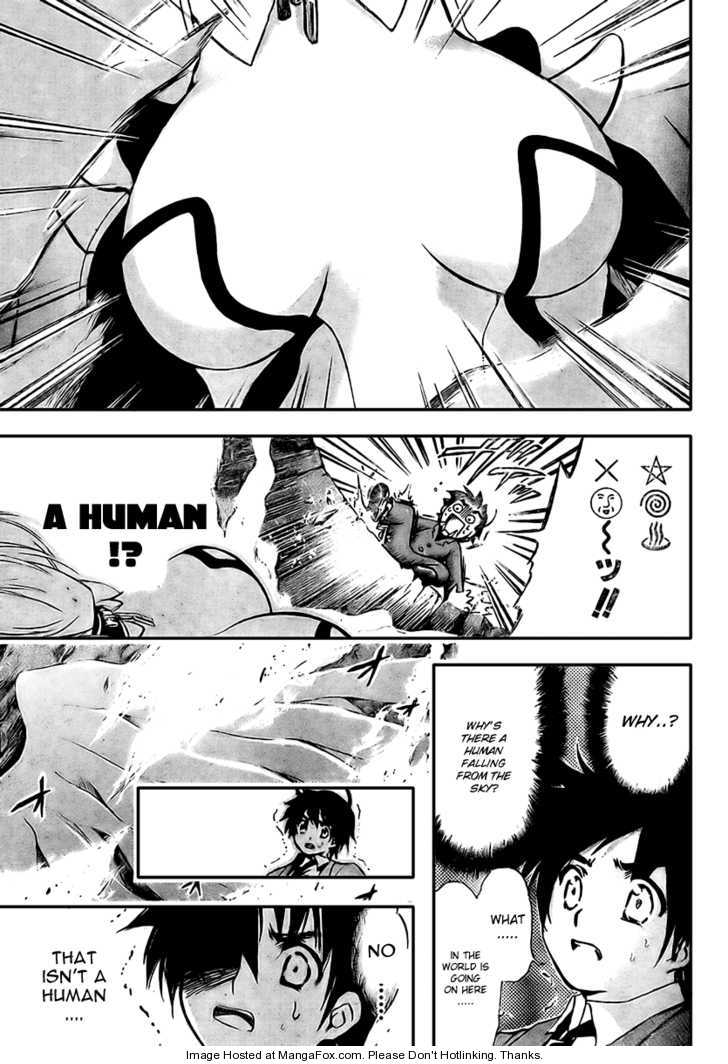 ☆
🌀
♨
×
〜ッ!!
A HUMAN
!?
WHY..?
WHY'S
THERE A
HUMAN
FALLING
FROM THE
SKY?
WHAT
.....
IN THE
WORLD IS
GOING
ON HERE
.....
NO
......
THAT
ISN'T A
HUMAN
....
Image Hosted at MangaFox.com. Please Don't Hotlinking. Thanks.